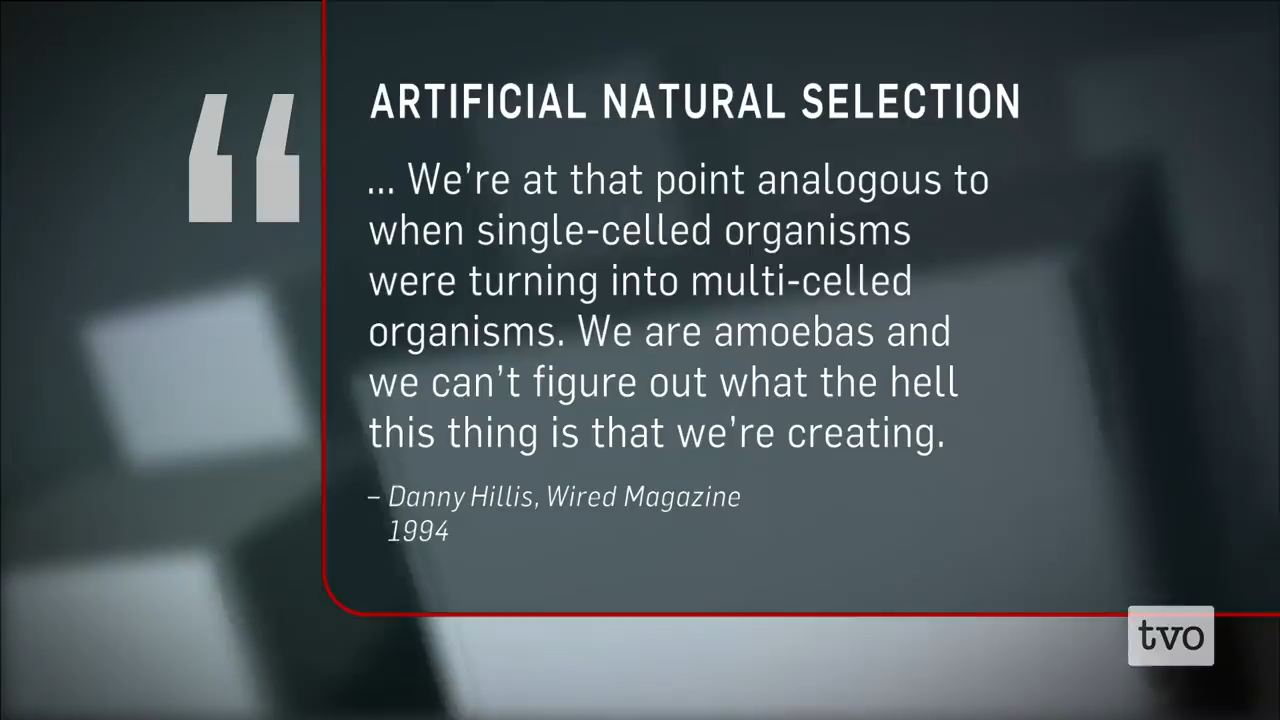 “
ARTIFICIAL NATURAL SELECTION
... We’re at that point analogous to
when single-celled organisms
were turning into multi-celled
organisms. We are amoebas and
we can’t figure out what the hell
this thing is that we’re creating.
– Danny Hillis, Wired Magazine
1994
tvo